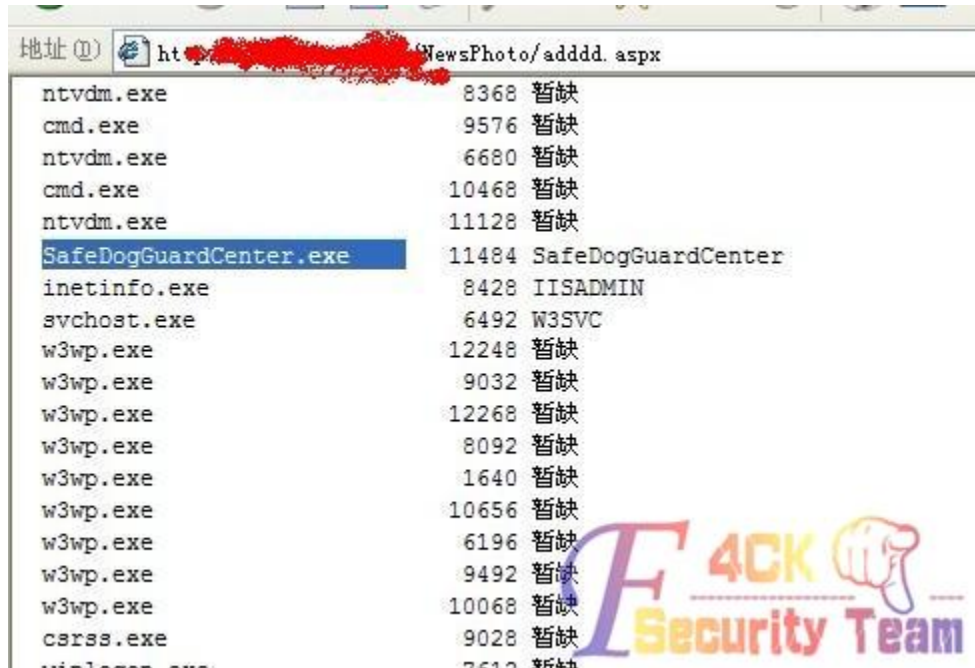 地址(D) ht NewsPhoto/adddd.aspx
ntvdm.exe 8368 暂缺
cmd.exe 9576 暂缺
ntvdm.exe 6680 暂缺
cmd.exe 10468 暂缺
ntvdm.exe 11128 暂缺
SafeDogGuardCenter.exe 11484 SafeDogGuardCenter
inetinfo.exe 8428 IISADMIN
svchost.exe 6492 W3SVC
w3wp.exe 12248 暂缺
w3wp.exe 9032 暂缺
w3wp.exe 12268 暂缺
w3wp.exe 8092 暂缺
w3wp.exe 1640 暂缺
w3wp.exe 10656 暂缺
w3wp.exe 6196 暂缺
w3wp.exe 9492 暂缺
w3wp.exe 10068 暂缺
csrss.exe 9028 暂缺
F 4CK
Security Team